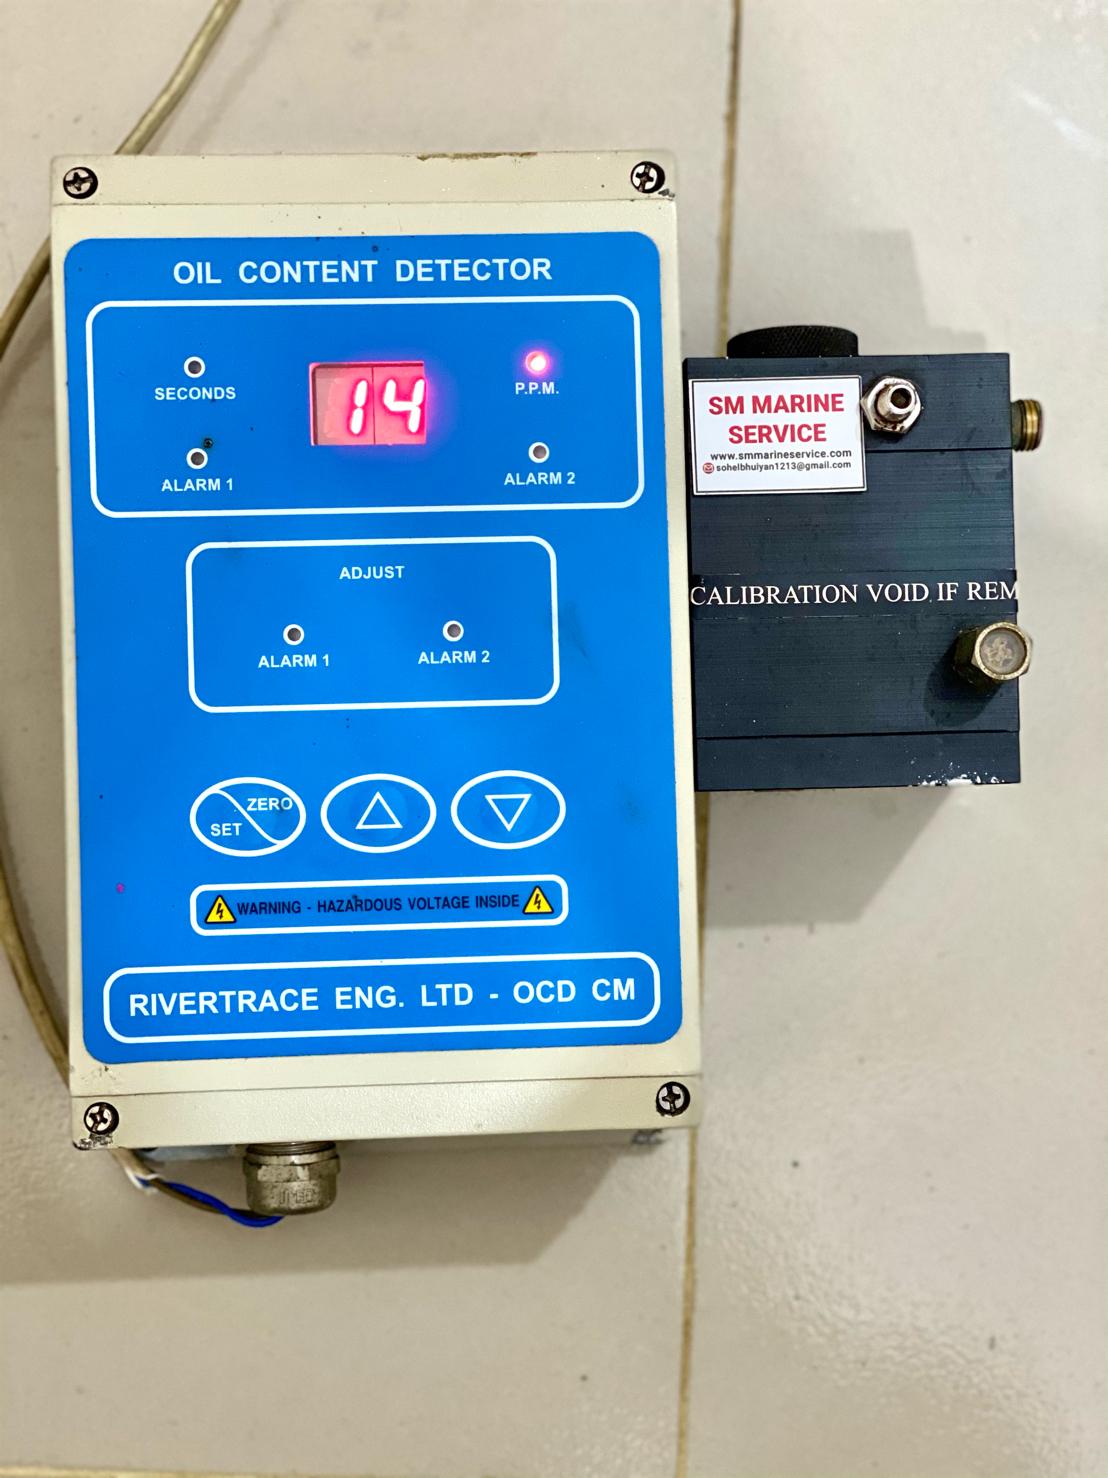 OIL CONTENT DETECTOR
SECONDS
14
P.P.M.
ALARM 1
ALARM 2
ADJUST
ALARM 1
ALARM 2
ZERO
SET
WARNING - HAZARDOUS VOLTAGE INSIDE
RIVERTRACE ENG. LTD - OCD CM
SM MARINE
SERVICE
www.smmarineservice.com
sohelbhuiyan1213@gmail.com
CALIBRATION VOID IF REM